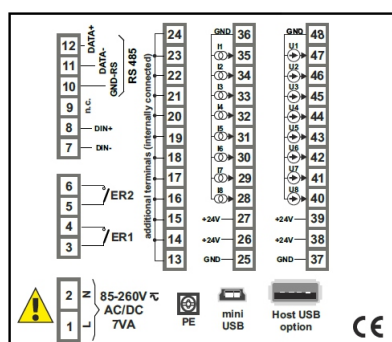 12 DATA+
11 DATA-
10 GND-RS
RS 485
9 n.c.
8 DIN+
7 DIN-
6
5
ER2
4
3
ER1
2 N
1 L
85-260V
AC/DC
7VA
24
23
22
21
20
19
18
17
16
15
14
13
additional terminals (internally connected)
GND 36
I1 35
I2 34
I3 33
I4 32
I5 31
I6 30
I7 29
I8 28
+24V 27
+24V 26
GND 25
GND 48
U1 47
U2 46
U3 45
U4 44
U5 43
U6 42
U7 41
U8 40
+24V 39
+24V 38
GND 37
PE
mini
USB
Host USB
option
CE